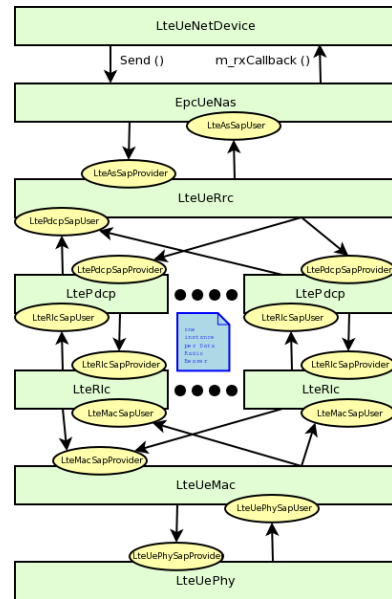 LteUeNetDevice
Send () m_rxCallback ()
EpcUeNas
LteAsSapUser
LteAsSapProvider
LteUeRrc
LtePdcpSapUser
LtePdcpSapProvider LtePdcpSapProvider
LtePdcp LtePdcp
LteRlcSapUser LteRlcSapUser
one
instance
per Data
Radio
Bearer
LteRlcSapProvider LteRlcSapProvider
LteRlc LteRlc
LteMacSapUser LteMacSapUser
LteMacSapProvider
LteUeMac
LteUePhySapUser
LteUePhySapProvider
LteUePhy